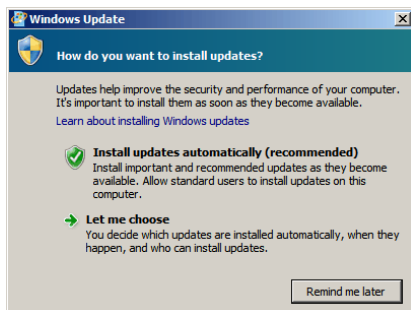 Windows Update
How do you want to install updates?
Updates help improve the security and performance of your computer.
It's important to install them as soon as they become available.
Learn about installing Windows updates
Install updates automatically (recommended)
Install important and recommended updates as they become
available. Allow standard users to install updates on this
computer.
Let me choose
You decide which updates are installed automatically, when they
happen, and who can install updates.
Remind me later